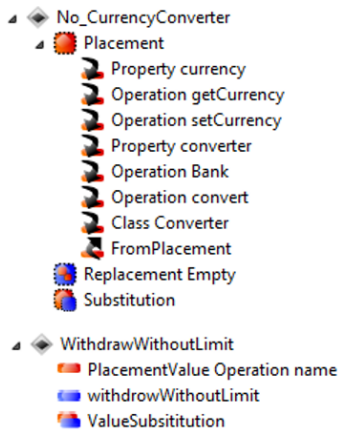 No_CurrencyConverter
Placement
Property currency
Operation getCurrency
Operation setCurrency
Property converter
Operation Bank
Operation convert
Class Converter
FromPlacement
Replacement Empty
Substitution
WithdrawWithoutLimit
PlacementValue Operation name
withdrowWithoutLimit
ValueSubsititution